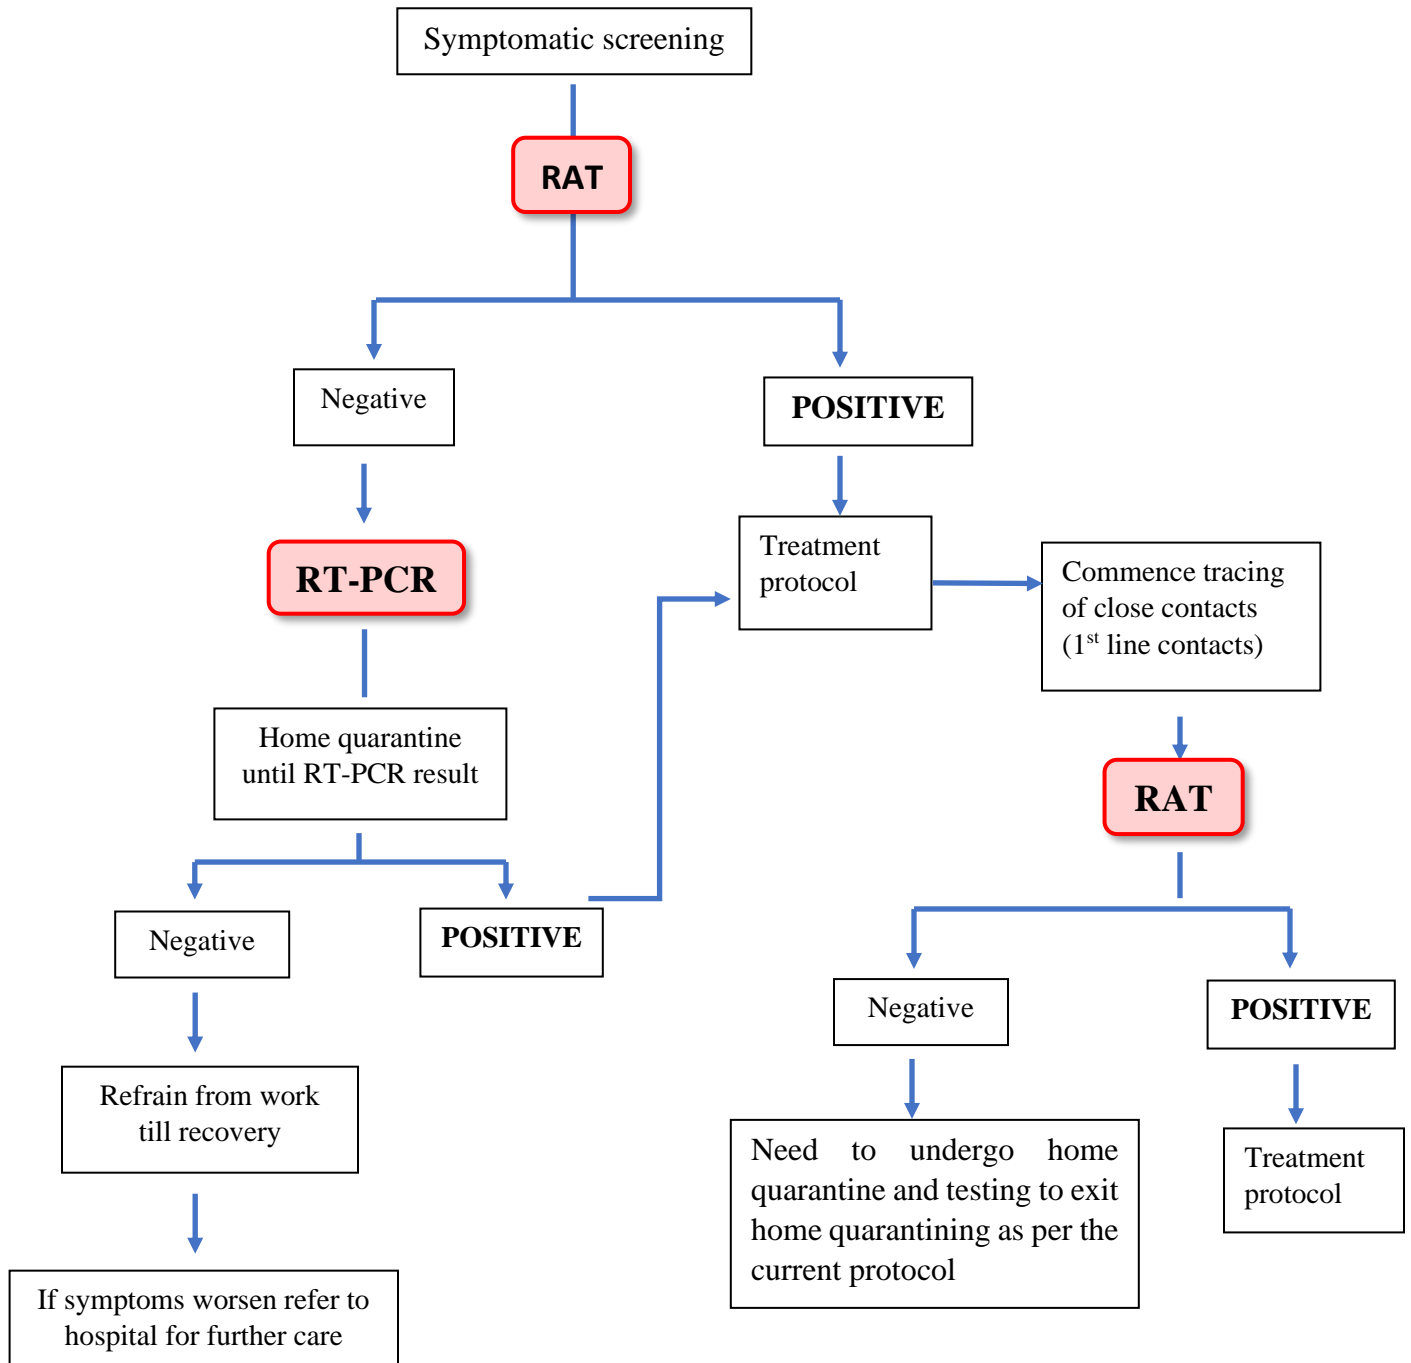 Symptomatic screening
RAT
Negative
POSITIVE
RT-PCR
Treatment
protocol
Commence tracing
of close contacts
(1st line contacts)
Home quarantine
until RT-PCR result
RAT
Negative
POSITIVE
Negative
POSITIVE
Refrain from work
till recovery
Need to undergo home
quarantine and testing to exit
home quarantining as per the
current protocol
Treatment
protocol
If symptoms worsen refer to
hospital for further care